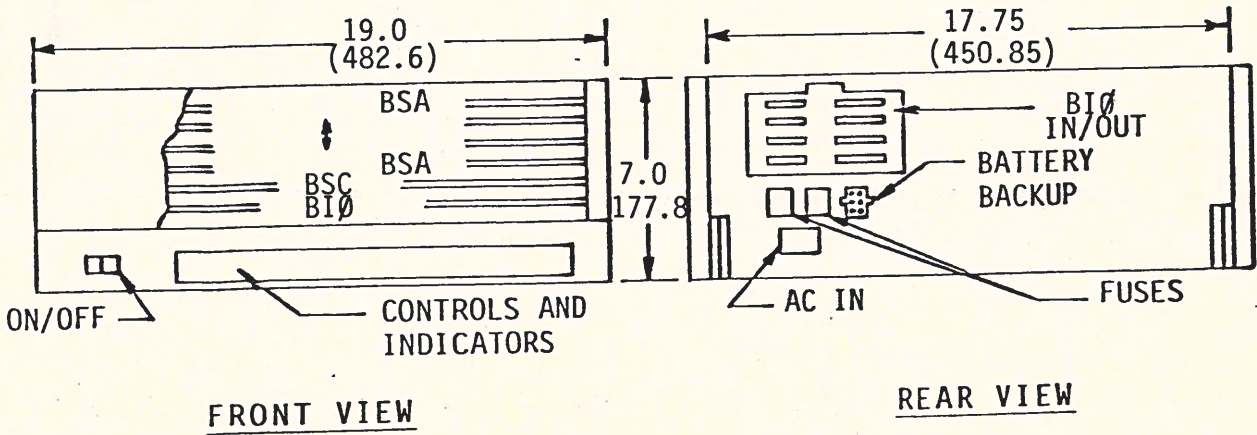 19.0
(482.6)
BSA
BSA
BSC
BIØ
ON/OFF
CONTROLS AND
INDICATORS
7.0
177.8
FRONT VIEW
17.75
(450.85)
BIØ
IN/OUT
BATTERY
BACKUP
AC IN
FUSES
REAR VIEW